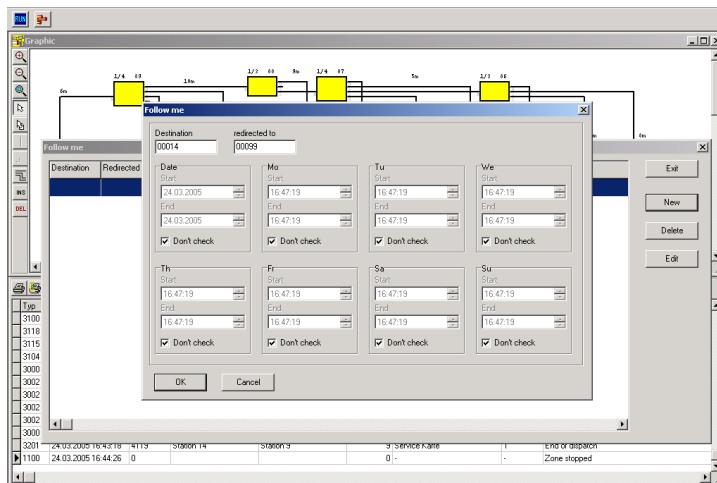 RUN
Graphic
1/4 09
10m
1/2 08
9m
1/4 07
5m
1/3 06
6m
Follow me
Destination redirected to
00014 00099
Date Mo Tu We
Start Start Start Start
24.03.2005 16:47:19 16:47:19 16:47:19
End End End End
24.03.2005 16:47:19 16:47:19 16:47:19
Don't check Don't check Don't check Don't check
Th Fr Sa Su
Start Start Start Start
16:47:19 16:47:19 16:47:19 16:47:19
End End End End
16:47:19 16:47:19 16:47:19 16:47:19
Don't check Don't check Don't check Don't check
OK Cancel
Follow me
Destination Redirected
Exit
New
Delete
Edit
INS
DEL
Typ
3100
3118
3115
3104
3000
3002
3002
3002
3002
3000
3201 24.03.2005 16:43:18 4119 Station 14 Station 9 9 Service Karte 1 End of dispatch
1100 24.03.2005 16:44:26 0 0 - - Zone stopped